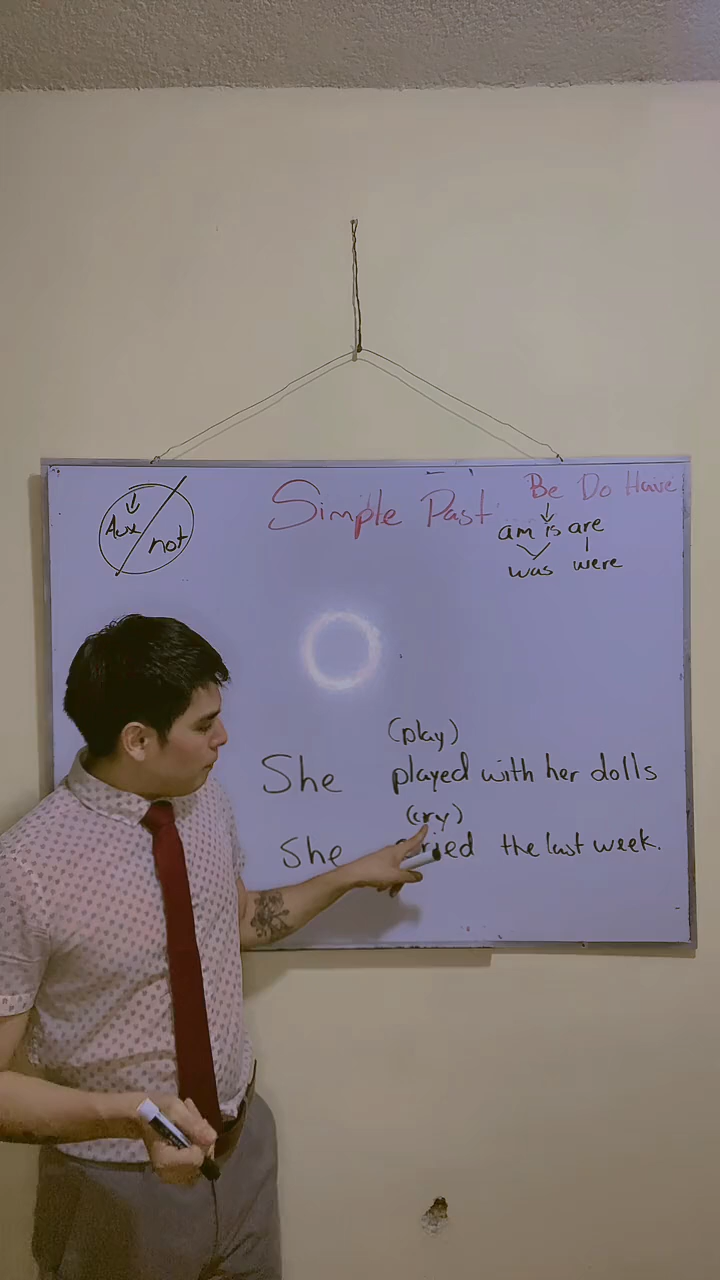 Simple Past
Be Do Have
Aux / not
am is are
was were
(play)
She played with her dolls
(cry)
She cried the last week.